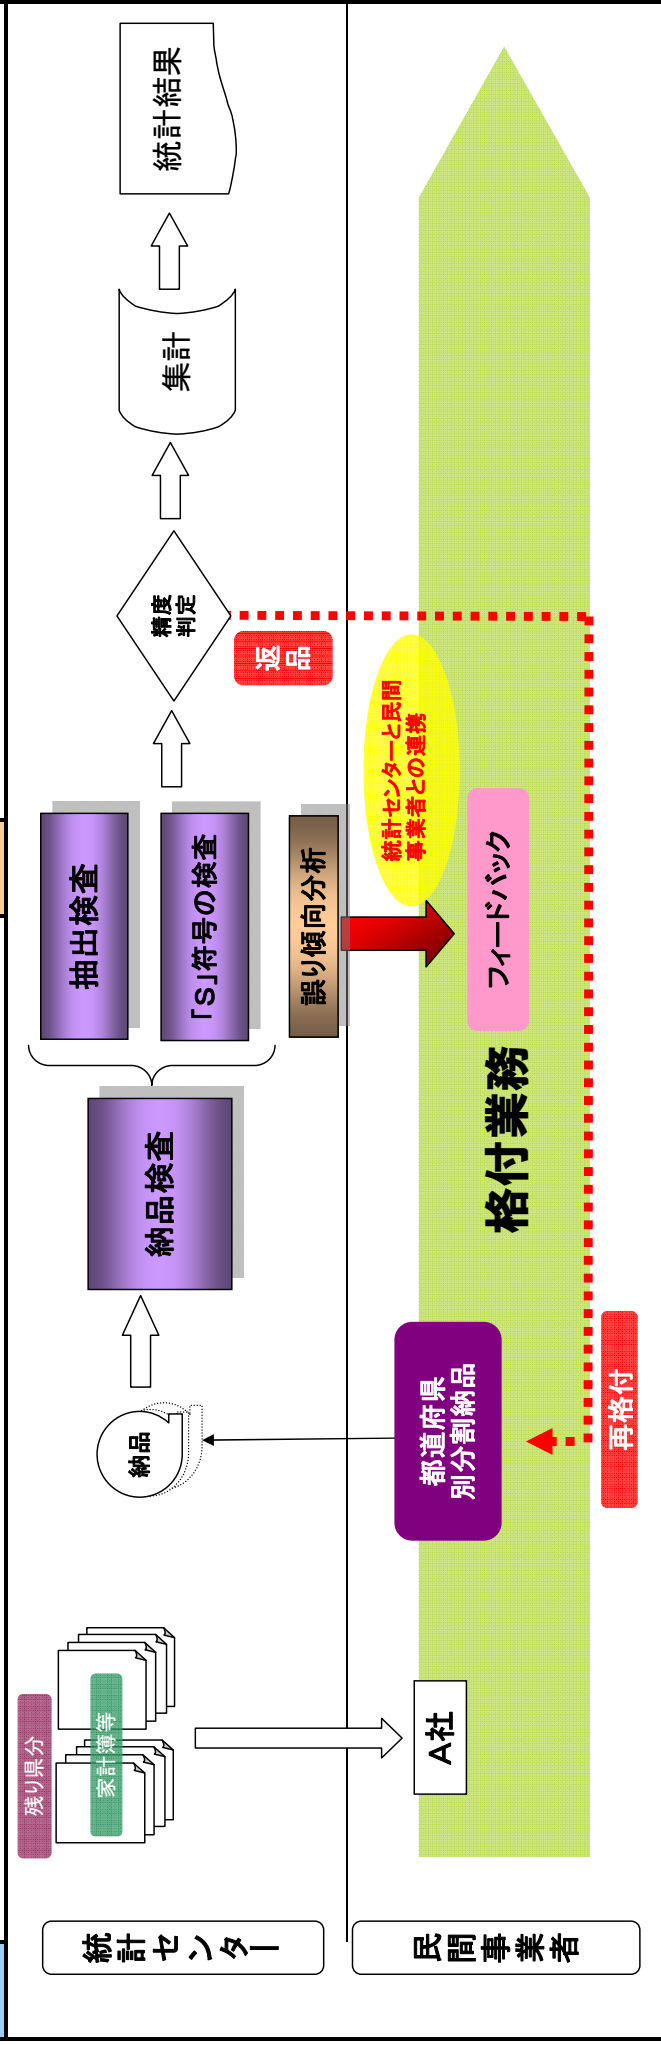 統計センター
残り県分
家計簿等
納品
納品検査
抽出検査
「S」符号の検査
誤り傾向分析
精度
判定
返品
集計
統計結果
民間事業者
A社
都道府県
別分割納品
再格付
格付業務
フィードバック
統計センターと民間
事業者との連携